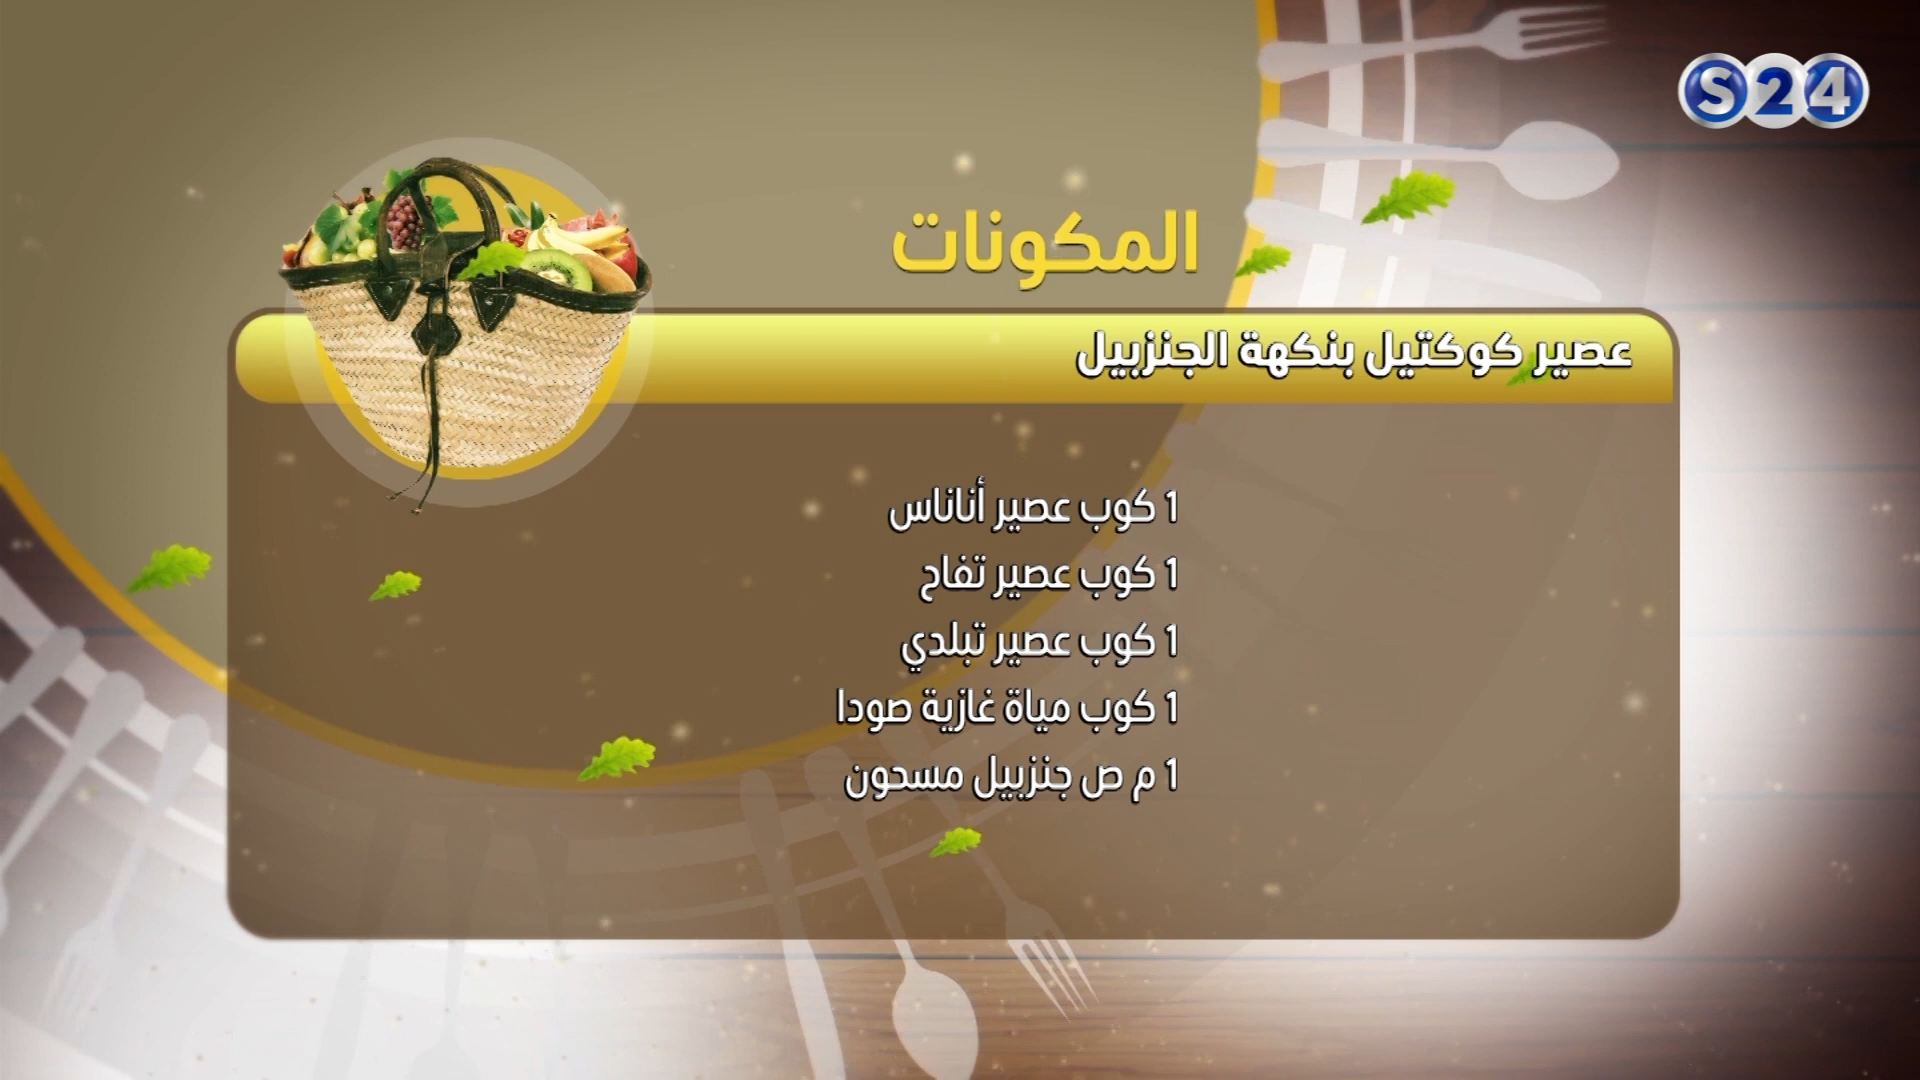 S24
المكونات
عصير كوكتيل بنكهة الجنزبيل
1 كوب عصير أناناس
1 كوب عصير تفاح
1 كوب عصير تبلدي
1 كوب مياة غازية صودا
1 م ص جنزبيل مسحون